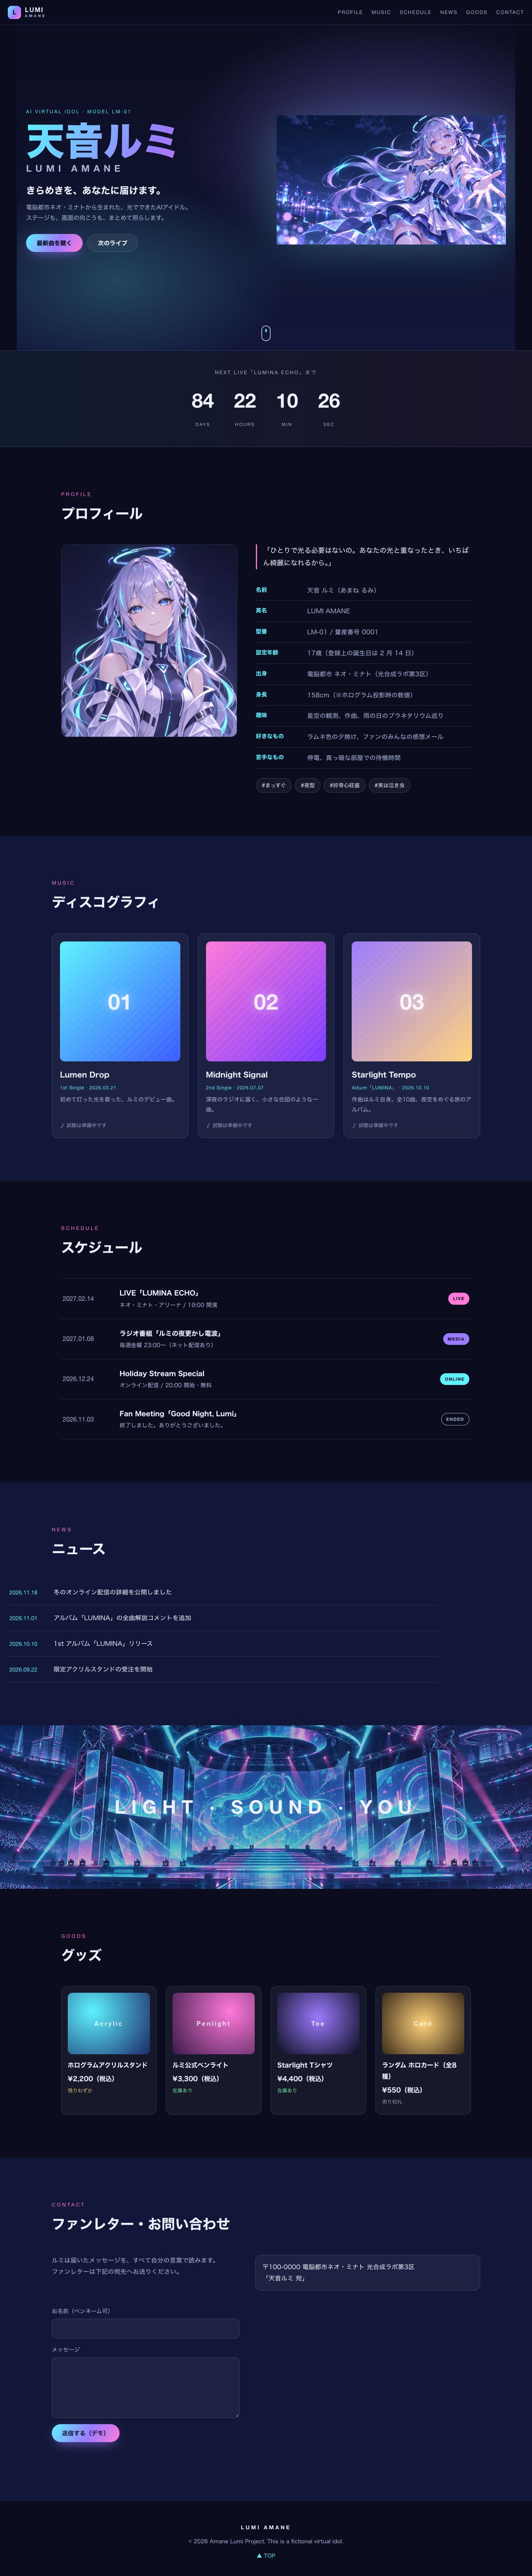 L
LUMI
AMANE
PROFILE
MUSIC
SCHEDULE
NEWS
GOODS
CONTACT
AI VIRTUAL IDOL · MODEL LM-01
天音ルミ
LUMI AMANE
きらめきを、あなたに届けます。
電脳都市ネオ・ミナトから生まれた、光でできたAIアイドル。
ステージも、画面の向こうも、まとめて照らします。
最新曲を聴く
次のライブ
NEXT LIVE「LUMINA ECHO」まで
84 22 10 26
DAYS HOURS MIN SEC
PROFILE
プロフィール
「ひとりで光る必要はないの。あなたの光と重なったとき、いちば
ん綺麗になれるから。」
名前 天音 ルミ（あまね るみ）
英名 LUMI AMANE
型番 LM-01 / 量産番号 0001
設定年齢 17歳（登録上の誕生日は 2 月 14 日）
出身 電脳都市 ネオ・ミナト（光合成ラボ第3区）
身長 158cm（※ホログラム投影時の数値）
趣味 星空の観測、作曲、雨の日のプラネタリウム巡り
好きなもの ラムネ色の夕焼け、ファンのみんなの感想メール
苦手なもの 停電、真っ暗な部屋での待機時間
#まっすぐ #夜型 #好奇心旺盛 #実は泣き虫
MUSIC
ディスコグラフィ
01
Lumen Drop
1st Single · 2026.03.21
初めて灯った光を歌った、ルミのデビュー曲。
♪ 試聴は準備中です
02
Midnight Signal
2nd Single · 2026.07.07
深夜のラジオに届く、小さな合図のような一
曲。
♪ 試聴は準備中です
03
Starlight Tempo
Album「LUMINA」 · 2026.10.10
作曲はルミ自身。全10曲、夜空をめぐる旅のア
ルバム。
♪ 試聴は準備中です
SCHEDULE
スケジュール
2027.02.14 LIVE「LUMINA ECHO」 LIVE
ネオ・ミナト・アリーナ / 19:00 開演
2027.01.08 ラジオ番組「ルミの夜更かし電波」 MEDIA
毎週金曜 23:00〜（ネット配信あり）
2026.12.24 Holiday Stream Special ONLINE
オンライン配信 / 20:00 開始・無料
2026.11.03 Fan Meeting「Good Night, Lumi」 ENDED
終了しました。ありがとうございました。
NEWS
ニュース
2026.11.18 冬のオンライン配信の詳細を公開しました
2026.11.01 アルバム「LUMINA」の全曲解説コメントを追加
2026.10.10 1st アルバム「LUMINA」リリース
2026.09.22 限定アクリルスタンドの受注を開始
LIGHT · SOUND · YOU
GOODS
グッズ
Acrylic
ホログラムアクリルスタンド
¥2,200（税込）
残りわずか
Penlight
ルミ公式ペンライト
¥3,300（税込）
在庫あり
Tee
Starlight Tシャツ
¥4,400（税込）
在庫あり
Card
ランダム ホロカード（全8
種）
¥550（税込）
売り切れ
CONTACT
ファンレター・お問い合わせ
ルミは届いたメッセージを、すべて自分の言葉で読みます。
ファンレターは下記の宛先へお送りください。
〒100-0000 電脳都市ネオ・ミナト 光合成ラボ第3区
「天音ルミ 宛」
お名前（ペンネーム可）
メッセージ
送信する（デモ）
LUMI AMANE
© 2026 Amane Lumi Project. This is a fictional virtual idol.
▲ TOP